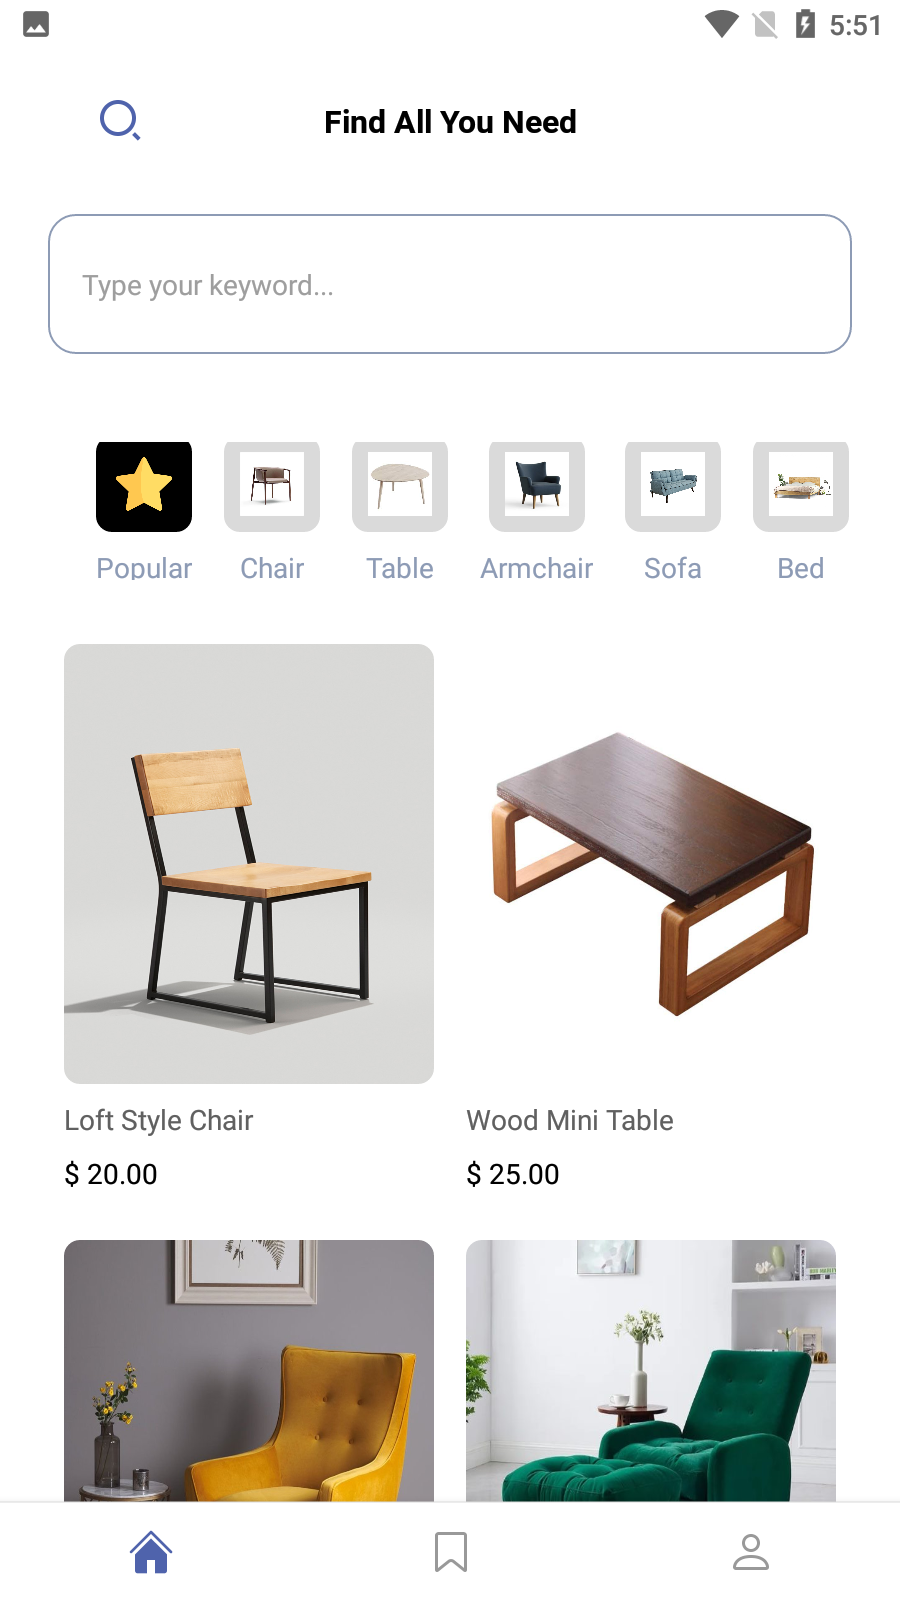 5:51
Find All You Need
Type your keyword...
Popular
Chair
Table
Armchair
Sofa
Bed
Loft Style Chair
Wood Mini Table
$ 20.00
$ 25.00